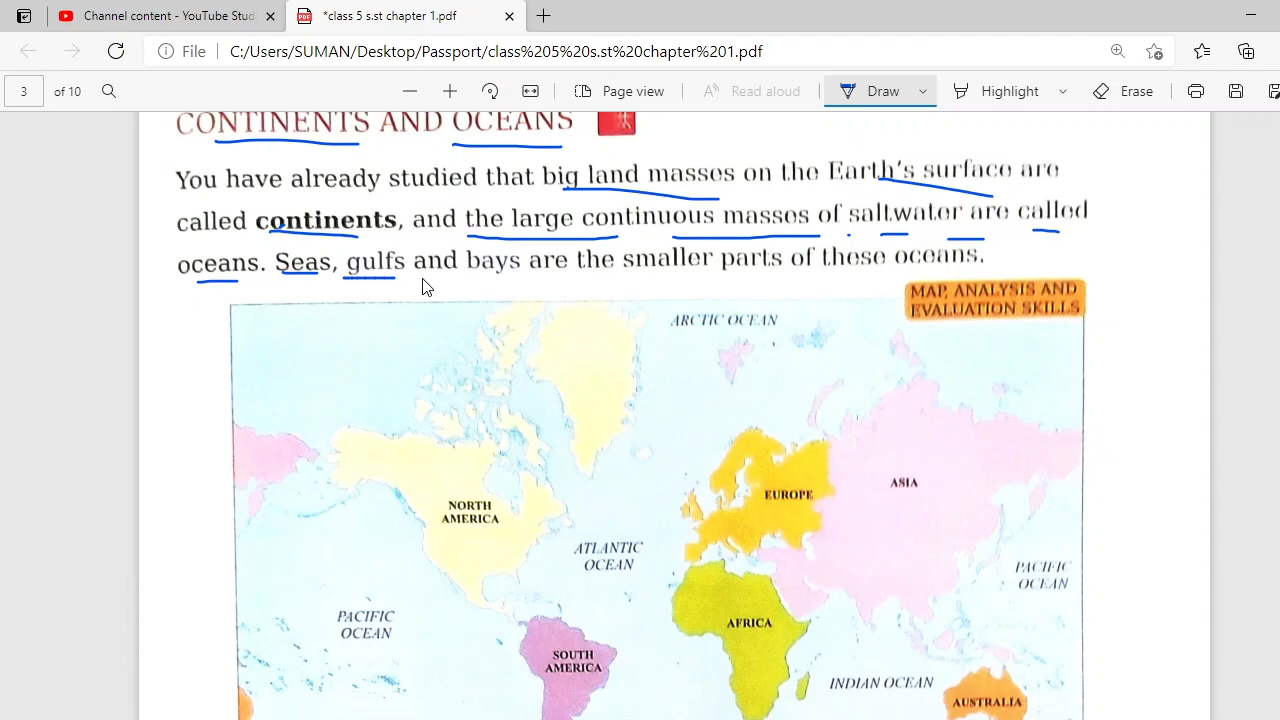 Channel content - YouTube Stud
*class 5 s.st chapter 1.pdf
File C:/Users/SUMAN/Desktop/Passport/class%205%20s.st%20chapter%201.pdf
3 of 10 Page view Read aloud Draw Highlight Erase
CONTINENTS AND OCEANS
You have already studied that big land masses on the Earth's surface are
called continents, and the large continuous masses of saltwater are called
oceans. Seas, gulfs and bays are the smaller parts of these oceans.
MAP, ANALYSIS AND
EVALUATION SKILLS
ARCTIC OCEAN
EUROPE
ASIA
NORTH
AMERICA
ATLANTIC
OCEAN
PACIFIC
OCEAN
PACIFIC
OCEAN
AFRICA
SOUTH
AMERICA
INDIAN OCEAN
AUSTRALIA